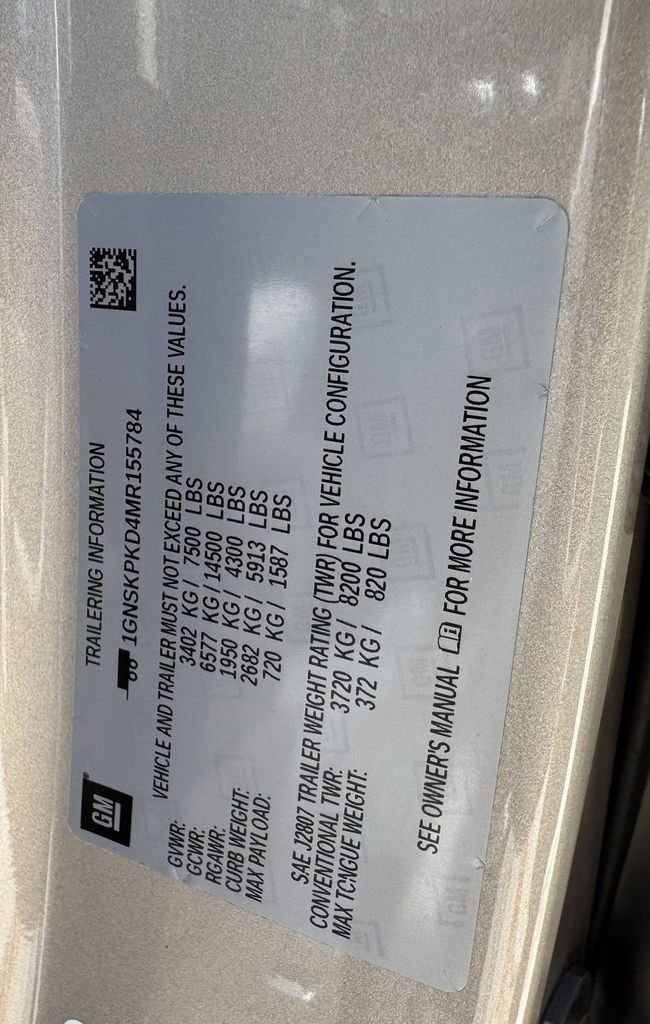 GM
TRAILERING INFORMATION
1GNSKPKD4MR155784
VEHICLE AND TRAILER MUST NOT EXCEED ANY OF THESE VALUES.
GVWR: 3402 KG/ 7500 LBS
GCWR: 6577 KG/ 14500 LBS
RGAWR: 1950 KG/ 4300 LBS
CURB WEIGHT: 2682 KG/ 5913 LBS
MAX PAYLOAD: 720 KG/ 1587 LBS
SAE J2807 TRAILER WEIGHT RATING (TWR) FOR VEHICLE CONFIGURATION.
CONVENTIONAL TWR: 3720 KG/ 8200 LBS
MAX TONGUE WEIGHT: 372 KG/ 820 LBS
SEE OWNER'S MANUAL FOR MORE INFORMATION